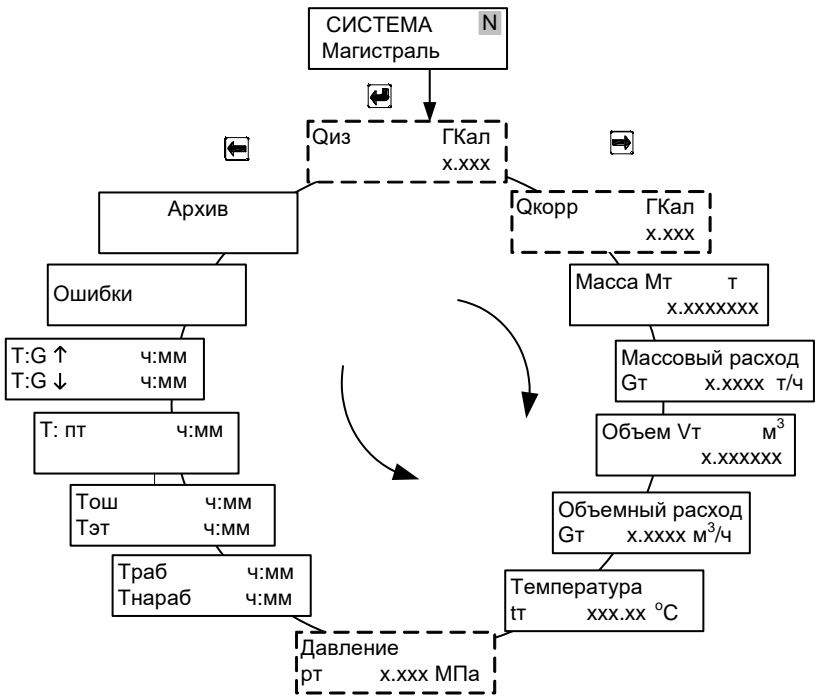 СИСТЕМА N
Магистраль
Qиз ГКал
x.xxx
Qкорр ГКал
x.xxx
Масса Мт т
x.xxxxxxx
Массовый расход
Gт x.xxxx т/ч
Объем Vт м³
x.xxxxxx
Объемный расход
Gт x.xxxx м³/ч
Температура
tт xxx.xx ⁰C
Давление
pт x.xxx МПа
Траб ч:мм
Тнараб ч:мм
Тош ч:мм
Тэт ч:мм
Т: пт ч:мм
T:G ↑ ч:мм
T:G ↓ ч:мм
Ошибки
Архив